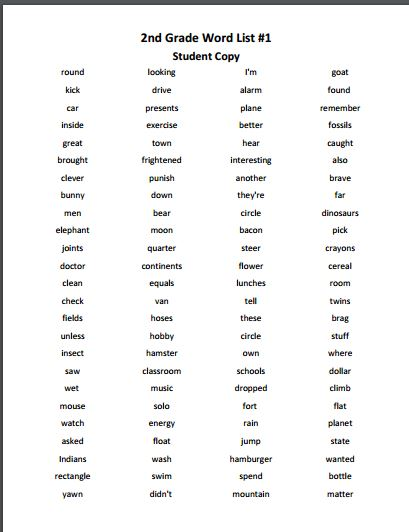 2nd Grade Word List #1
Student Copy
round looking I'm goat
kick drive alarm found
car presents plane remember
inside exercise better fossils
great town hear caught
brought frightened interesting also
clever punish another brave
bunny down they're far
men bear circle dinosaurs
elephant moon bacon pick
joints quarter steer crayons
doctor continents flower cereal
clean equals lunches room
check van tell twins
fields hoses these brag
unless hobby circle stuff
insect hamster own where
saw classroom schools dollar
wet music dropped climb
mouse solo fort flat
watch energy rain planet
asked float jump state
Indians wash hamburger wanted
rectangle swim spend bottle
yawn didn't mountain matter